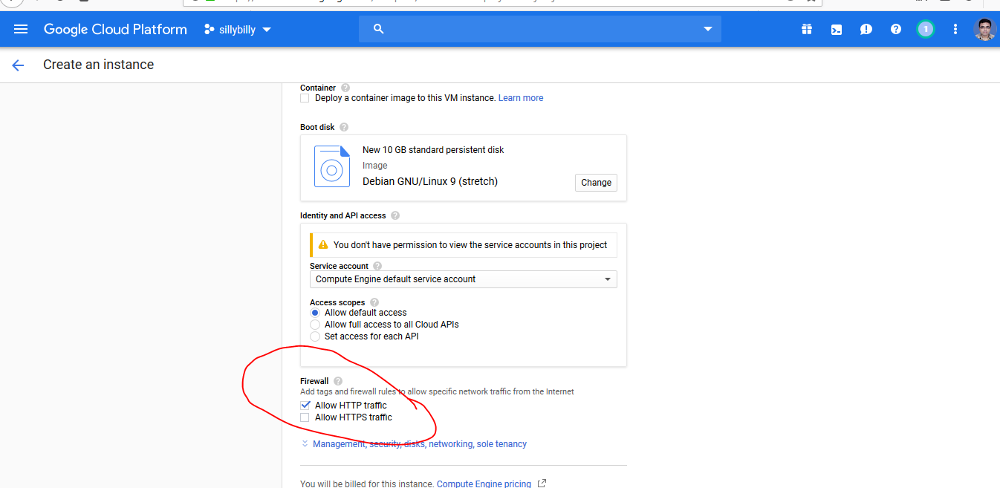 Google Cloud Platform sillybilly
1
Create an instance
Container
Deploy a container image to this VM instance. Learn more
Boot disk
New 10 GB standard persistent disk
Image
Debian GNU/Linux 9 (stretch)
Change
Identity and API access
You don't have permission to view the service accounts in this project
Service account
Compute Engine default service account
Access scopes
Allow default access
Allow full access to all Cloud APIs
Set access for each API
Firewall
Add tags and firewall rules to allow specific network traffic from the Internet
Allow HTTP traffic
Allow HTTPS traffic
Management, security, disks, networking, sole tenancy
You will be billed for this instance. Compute Engine pricing